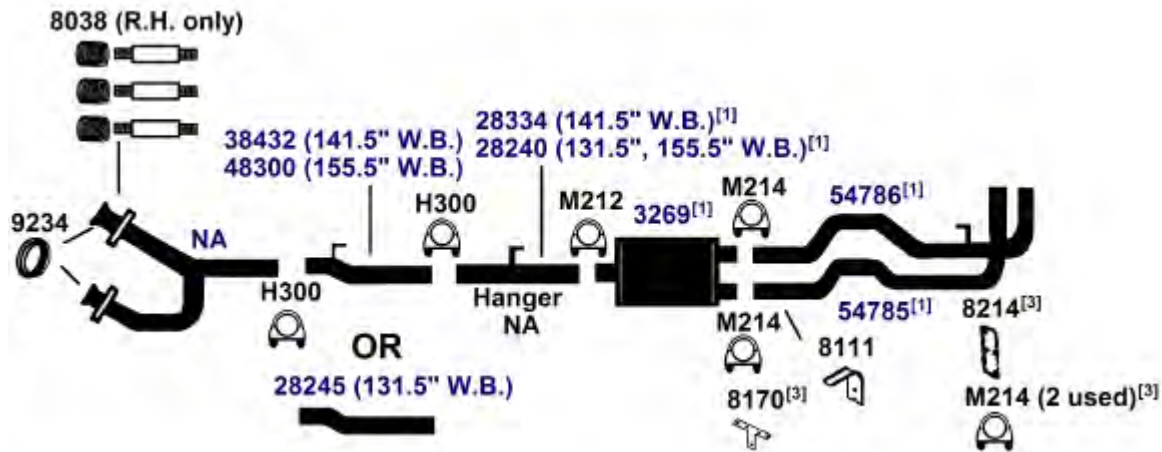 8038 (R.H. only)
38432 (141.5" W.B.)
48300 (155.5" W.B.)
28334 (141.5" W.B.)[1]
28240 (131.5", 155.5" W.B.)[1]
9234
NA
H300
H300
Hanger
NA
M212
3269[1]
M214
54786[1]
OR
28245 (131.5" W.B.)
M214
8170[3]
8111
54785[1]
8214[3]
M214 (2 used)[3]